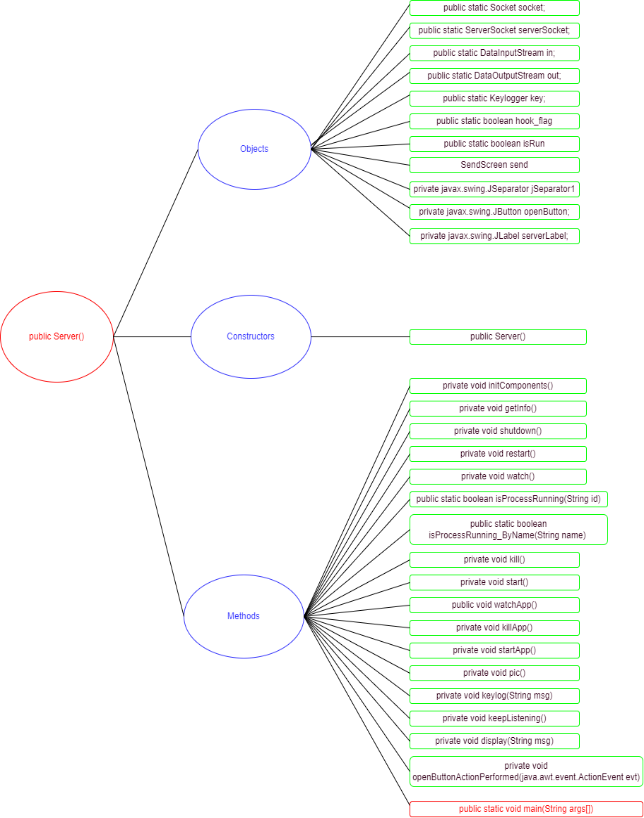 public static Socket socket;
public static ServerSocket serverSocket;
public static DataInputStream in;
public static DataOutputStream out;
public static Keylogger key;
public static boolean hook_flag
public static boolean isRun
SendScreen send
private javax.swing.JSeparator jSeparator1
private javax.swing.JButton openButton;
private javax.swing.JLabel serverLabel;
Objects
public Server()
Constructors
public Server()
private void initComponents()
private void getInfo()
private void shutdown()
private void restart()
private void watch()
public static boolean isProcessRunning(String id)
public static boolean
isProcessRunning_ByName(String name)
private void kill()
private void start()
public void watchApp()
private void killApp()
private void startApp()
private void pic()
private void keylog(String msg)
private void keepListening()
private void display(String msg)
private void
openButtonActionPerformed(java.awt.event.ActionEvent evt)
public static void main(String args[])
Methods